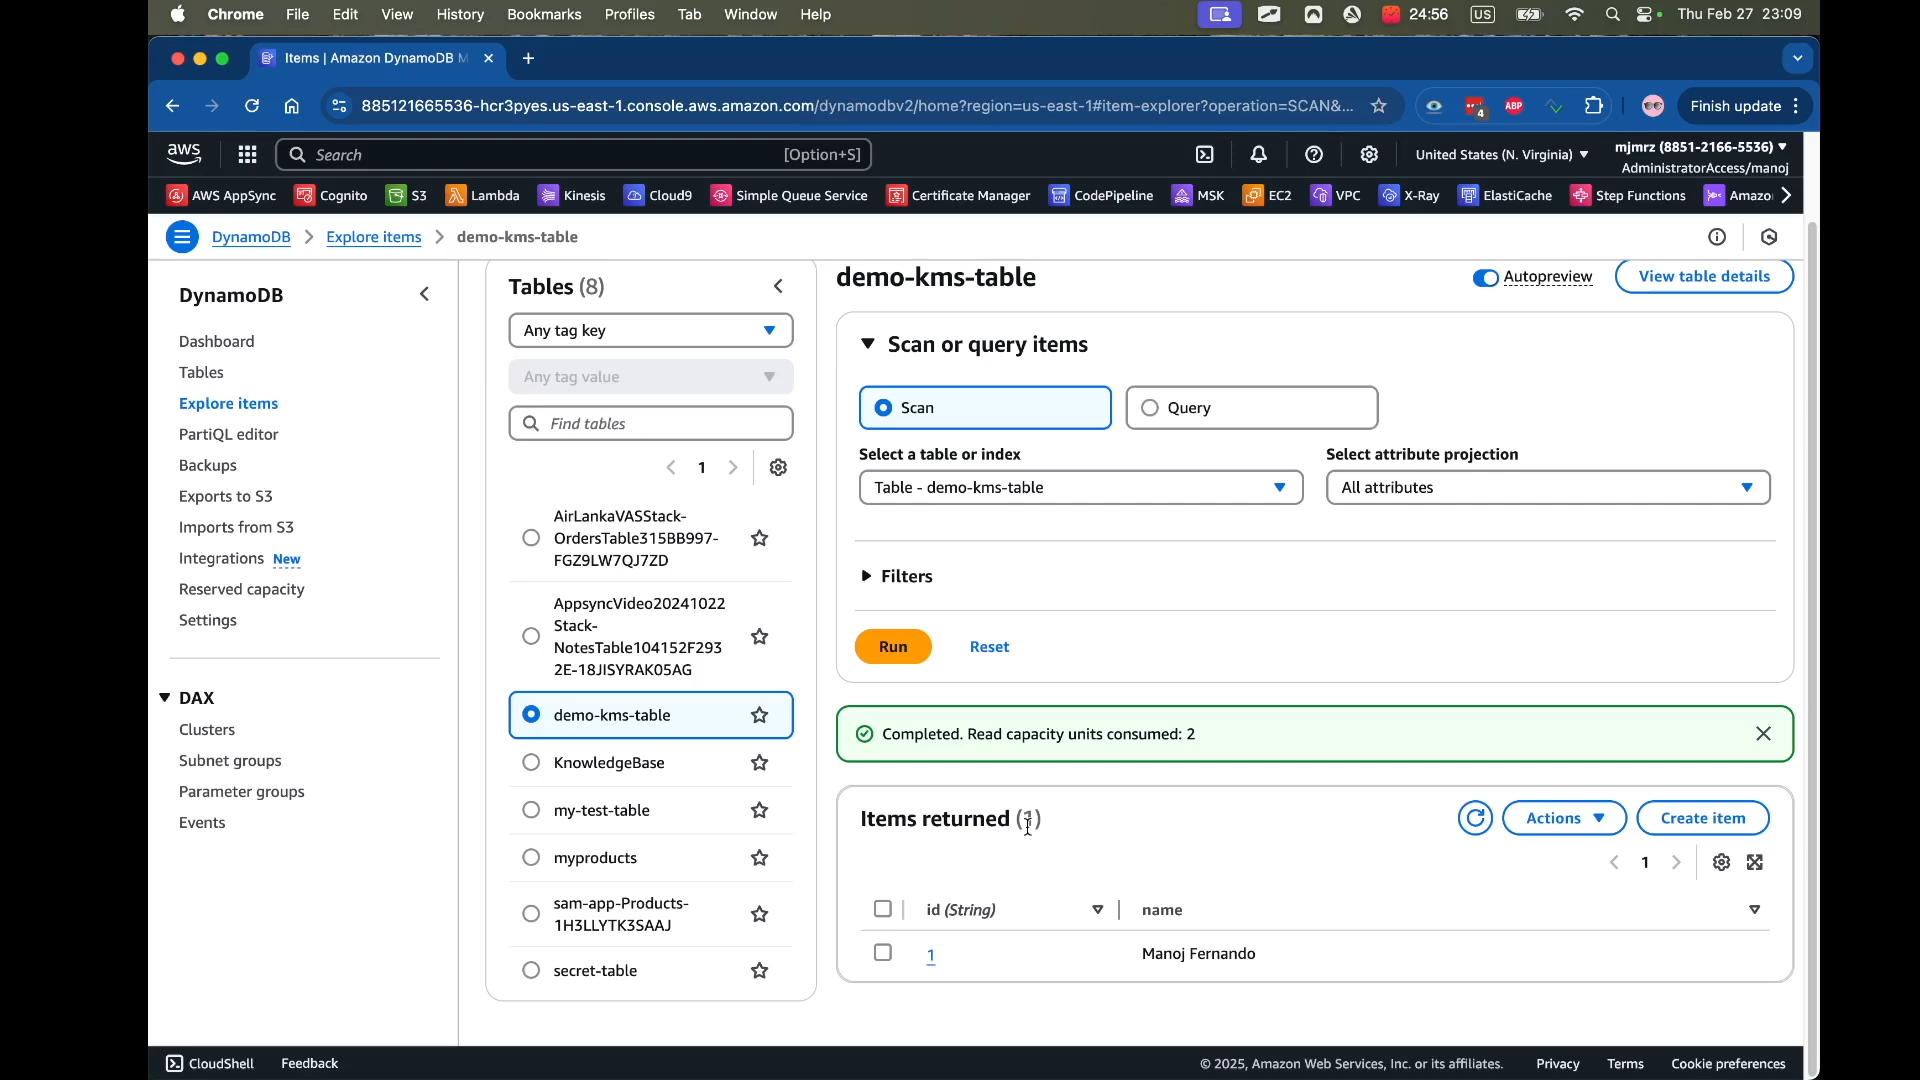 Chrome File Edit View History Bookmarks Profiles Tab Window Help 24:56 US Thu Feb 27 23:09
Items | Amazon DynamoDB M
885121665536-hcr3pyes.us-east-1.console.aws.amazon.com/dynamodbv2/home?region=us-east-1#item-explorer?operation=SCAN&... 4 ABP Finish update
aws Search [Option+S] United States (N. Virginia) mjmrz (8851-2166-5536)
AdministratorAccess/manoj
AWS AppSync Cognito S3 Lambda Kinesis Cloud9 Simple Queue Service Certificate Manager CodePipeline MSK EC2 VPC X-Ray ElastiCache Step Functions Amazo
DynamoDB Explore items demo-kms-table
DynamoDB
Dashboard
Tables
Explore items
PartiQL editor
Backups
Exports to S3
Imports from S3
Integrations New
Reserved capacity
Settings
DAX
Clusters
Subnet groups
Parameter groups
Events
Tables (8)
Any tag key
Any tag value
Find tables
1
AirLankaVASStack-
OrdersTable315BB997-
FGZ9LW7QJ7ZD
AppsyncVideo20241022
Stack-
NotesTable104152F293
2E-18JISYRAK05AG
demo-kms-table
KnowledgeBase
my-test-table
myproducts
sam-app-Products-
1H3LLYTK3SAAJ
secret-table
demo-kms-table Autopreview View table details
Scan or query items
Scan Query
Select a table or index Select attribute projection
Table - demo-kms-table All attributes
Filters
Run Reset
Completed. Read capacity units consumed: 2
Items returned (1) Actions Create item
1
id (String) name
1 Manoj Fernando
CloudShell Feedback © 2025, Amazon Web Services, Inc. or its affiliates. Privacy Terms Cookie preferences